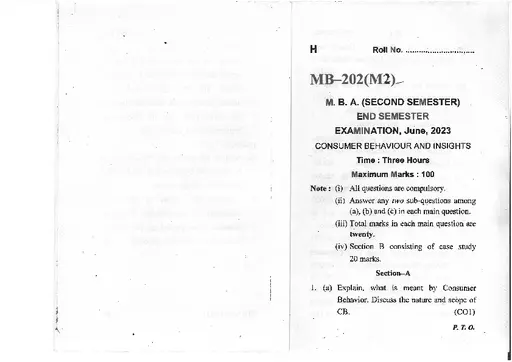 H Roll No. ..............................
MB–202(M2)
M. B. A. (SECOND SEMESTER)
END SEMESTER
EXAMINATION, June, 2023
CONSUMER BEHAVIOUR AND INSIGHTS
Time : Three Hours
Maximum Marks : 100
Note : (i) All questions are compulsory.
(ii) Answer any two sub-questions among
(a), (b) and (c) in each main question.
(iii) Total marks in each main question are
twenty.
(iv) Section B consisting of case study
20 marks.
Section–A
1. (a) Explain, what is meant by Consumer
Behavior. Discuss the nature and scope of
CB. (CO1)
P. T. O.